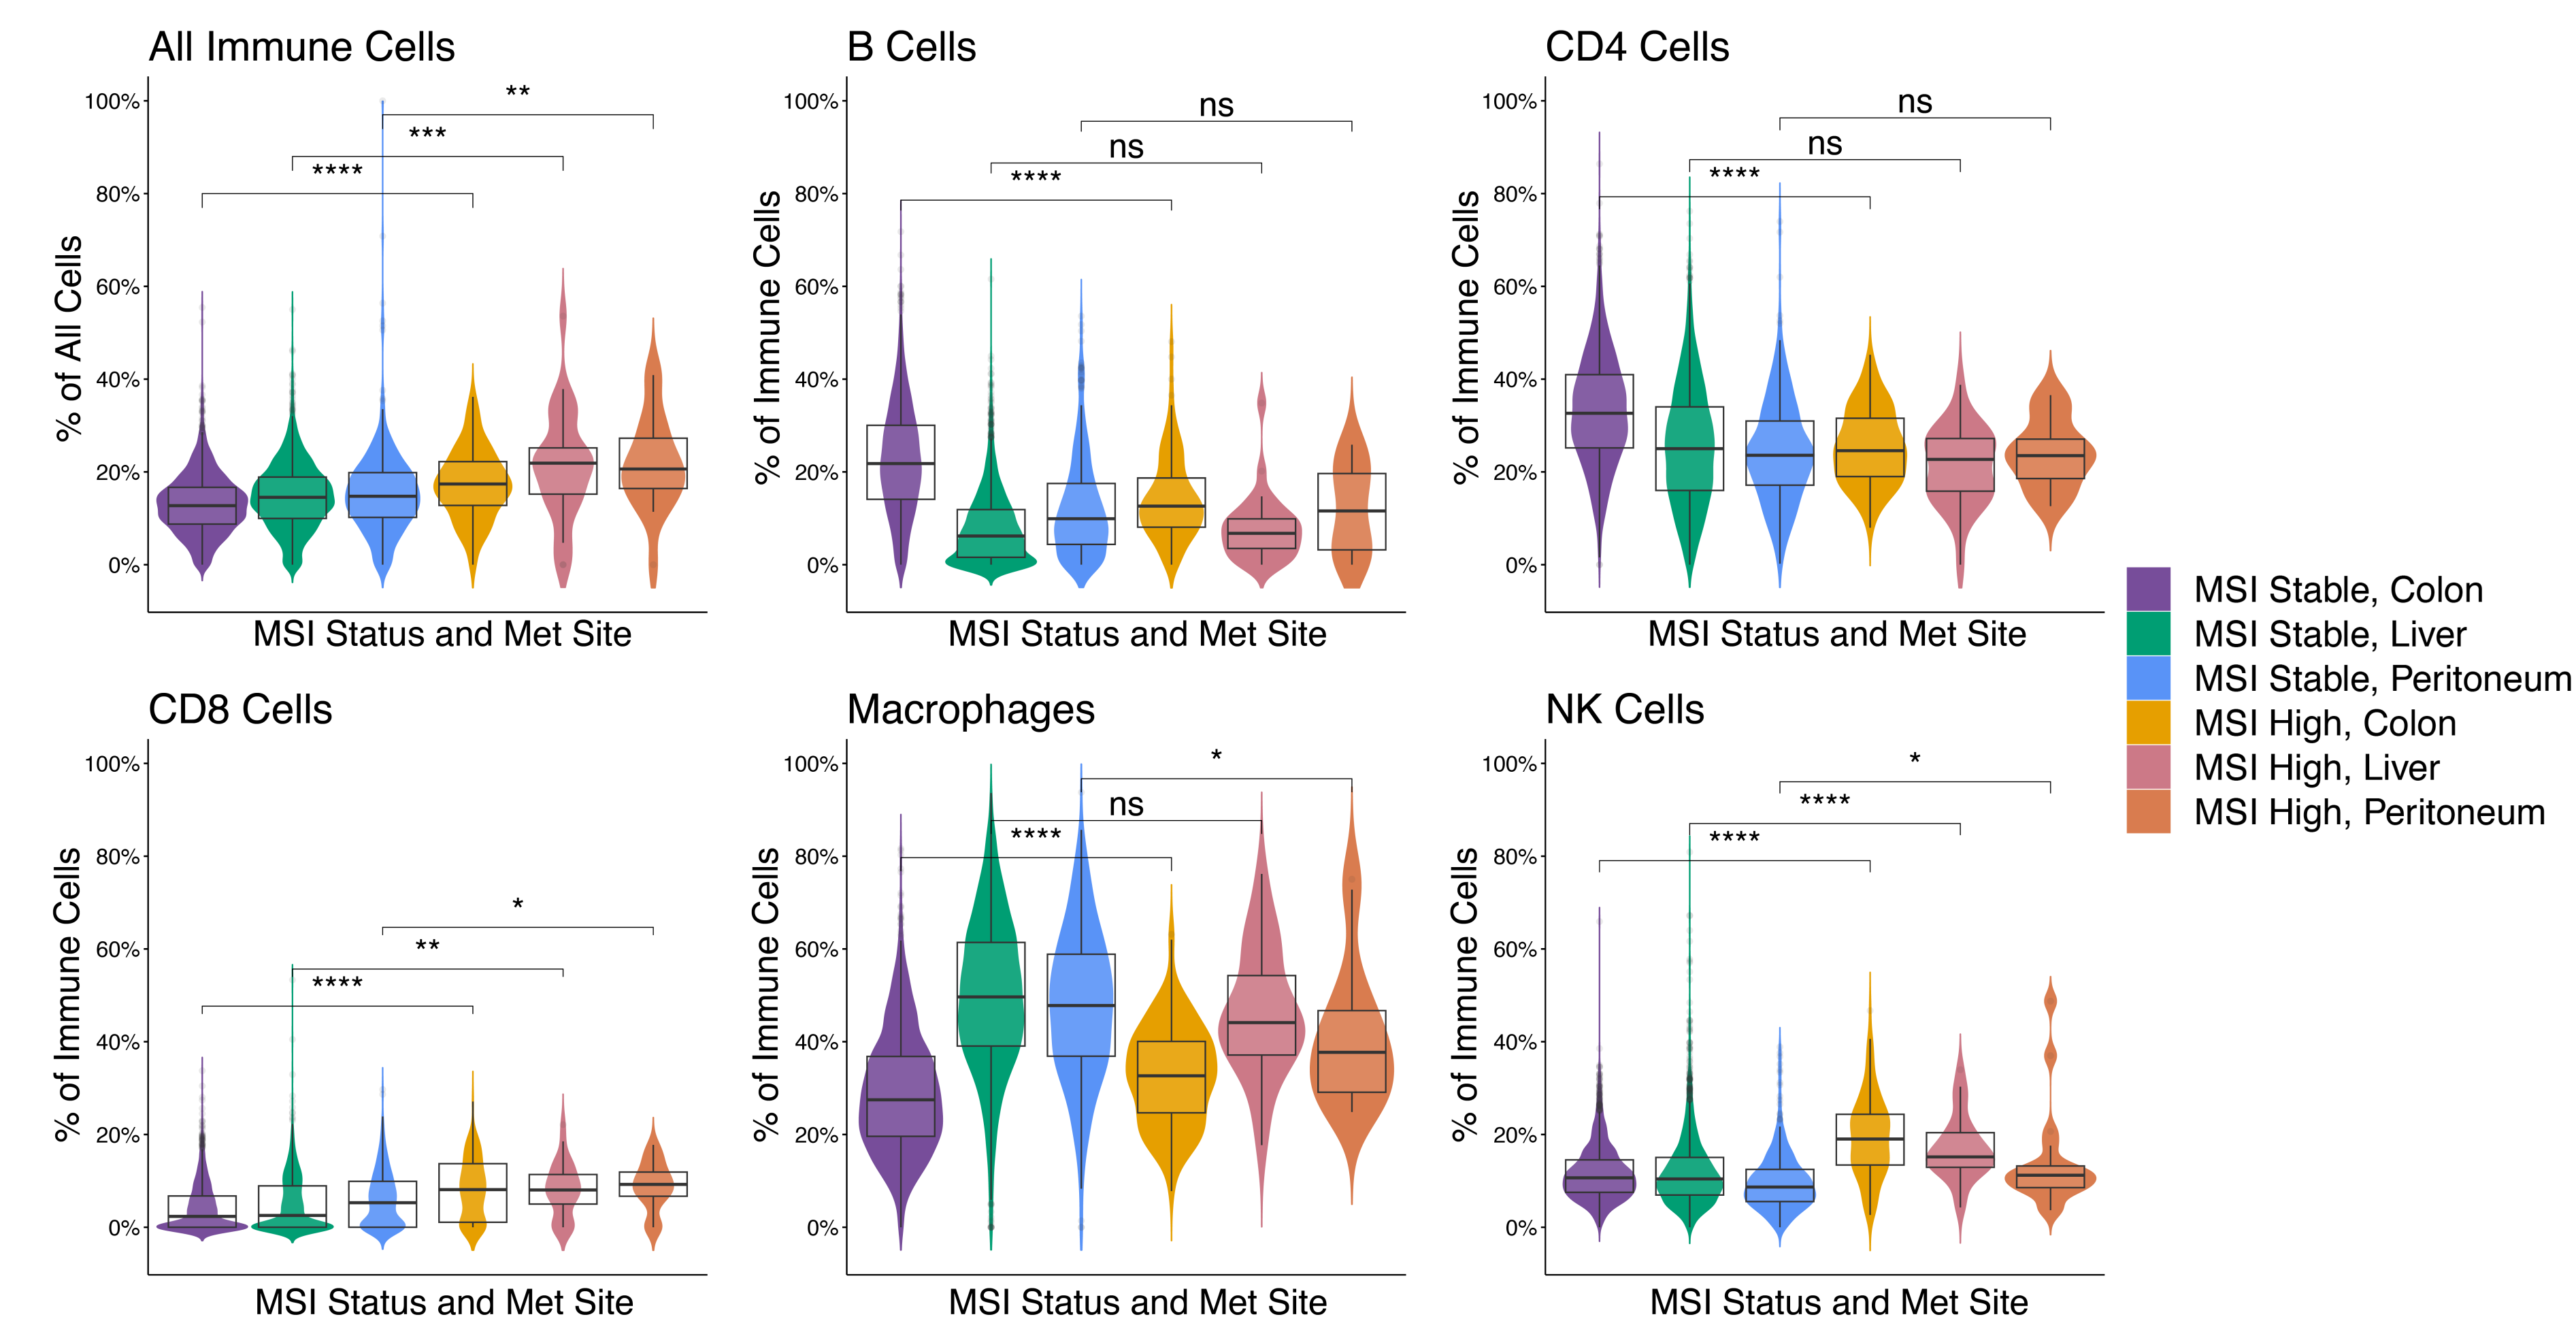 All Immune Cells
% of All Cells
100%
80%
60%
40%
20%
0%
**
***
****
MSI Status and Met Site
B Cells
% of Immune Cells
100%
80%
60%
40%
20%
0%
ns
ns
****
MSI Status and Met Site
CD4 Cells
% of Immune Cells
100%
80%
60%
40%
20%
0%
ns
ns
****
MSI Status and Met Site
CD8 Cells
% of Immune Cells
100%
80%
60%
40%
20%
0%
*
**
****
MSI Status and Met Site
Macrophages
% of Immune Cells
100%
80%
60%
40%
20%
0%
*
ns
****
MSI Status and Met Site
NK Cells
% of Immune Cells
100%
80%
60%
40%
20%
0%
*
****
****
MSI Status and Met Site
MSI Stable, Colon
MSI Stable, Liver
MSI Stable, Peritoneum
MSI High, Colon
MSI High, Liver
MSI High, Peritoneum